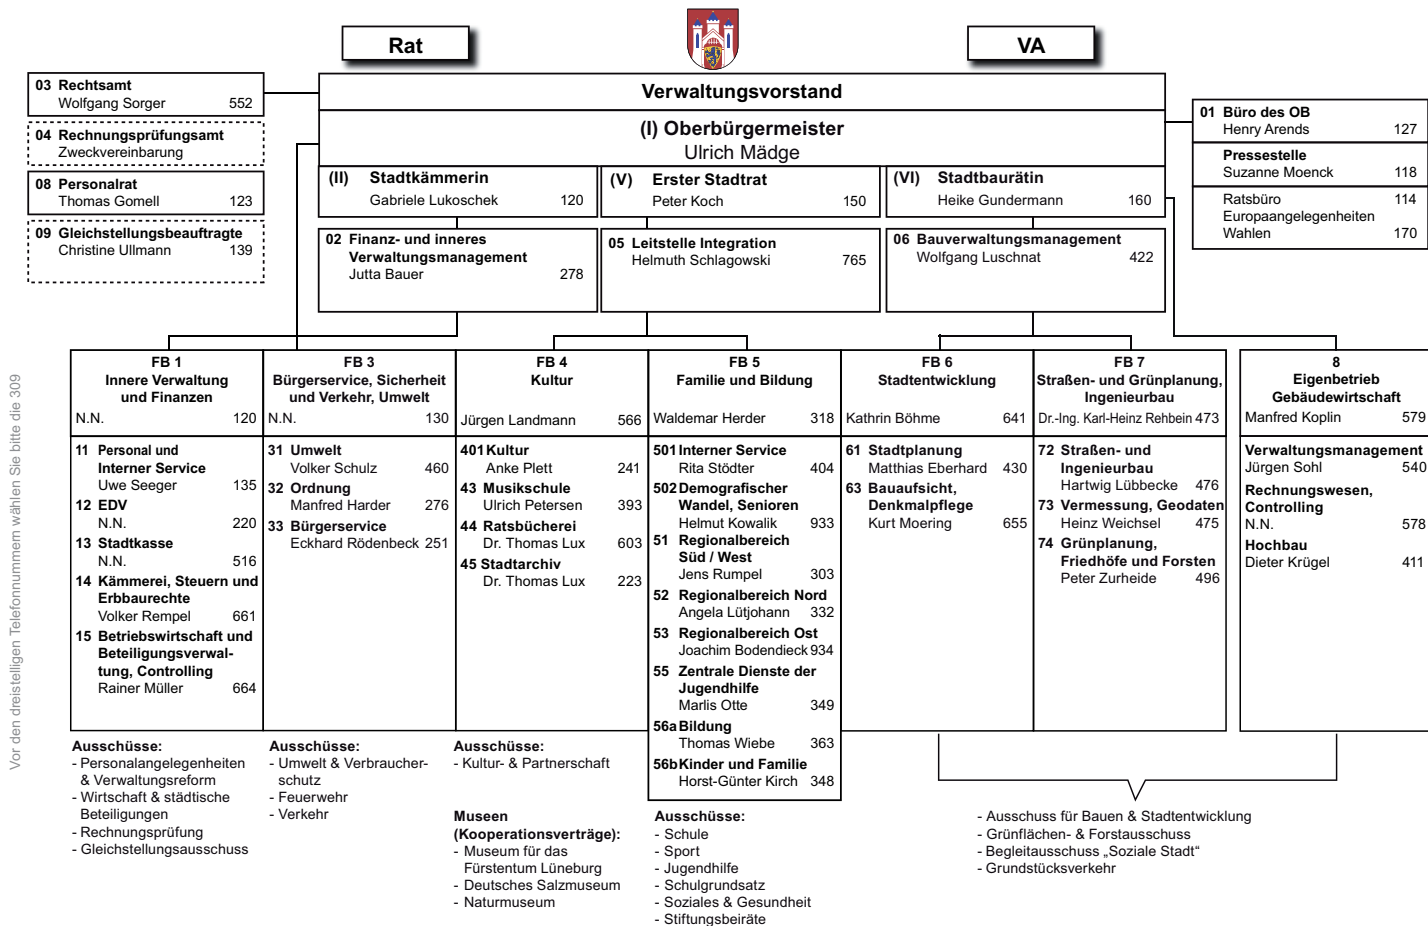 Rat
VA
03 Rechtsamt
Wolfgang Sorger 552
04 Rechnungsprüfungsamt
Zweckvereinbarung
08 Personalrat
Thomas Gomell 123
09 Gleichstellungsbeauftragte
Christine Ullmann 139
Verwaltungsvorstand
(I) Oberbürgermeister
Ulrich Mädge
(II) Stadtkämmerin
Gabriele Lukoschek 120
(V) Erster Stadtrat
Peter Koch 150
(VI) Stadtbaurätin
Heike Gundermann 160
02 Finanz- und inneres
Verwaltungsmanagement
Jutta Bauer 278
05 Leitstelle Integration
Helmuth Schlagowski 765
06 Bauverwaltungsmanagement
Wolfgang Luschnat 422
01 Büro des OB
Henry Arends 127
Pressestelle
Suzanne Moenck 118
Ratsbüro 114
Europaangelegenheiten
Wahlen 170
FB 1
Innere Verwaltung
und Finanzen
N.N. 120
11 Personal und
Interner Service
Uwe Seeger 135
12 EDV
N.N. 220
13 Stadtkasse
N.N. 516
14 Kämmerei, Steuern und
Erbbaurechte
Volker Rempel 661
15 Betriebswirtschaft und
Beteiligungsverwal-
tung, Controlling
Rainer Müller 664
Ausschüsse:
- Personalangelegenheiten
& Verwaltungsreform
- Wirtschaft & städtische
Beteiligungen
- Rechnungsprüfung
- Gleichstellungsausschuss
FB 3
Bürgerservice, Sicherheit
und Verkehr, Umwelt
N.N. 130
31 Umwelt
Volker Schulz 460
32 Ordnung
Manfred Harder 276
33 Bürgerservice
Eckhard Rödenbeck 251
Ausschüsse:
- Umwelt & Verbraucher-
schutz
- Feuerwehr
- Verkehr
FB 4
Kultur
Jürgen Landmann 566
401 Kultur
Anke Plett 241
43 Musikschule
Ulrich Petersen 393
44 Ratsbücherei
Dr. Thomas Lux 603
45 Stadtarchiv
Dr. Thomas Lux 223
Ausschüsse:
- Kultur- & Partnerschaft
Museen
(Kooperationsverträge):
- Museum für das
Fürstentum Lüneburg
- Deutsches Salzmuseum
- Naturmuseum
FB 5
Familie und Bildung
Waldemar Herder 318
501 Interner Service
Rita Stödter 404
502 Demografischer
Wandel, Senioren
Helmut Kowalik 933
51 Regionalbereich
Süd / West
Jens Rumpel 303
52 Regionalbereich Nord
Angela Lütjohann 332
53 Regionalbereich Ost
Joachim Bodendieck 934
55 Zentrale Dienste der
Jugendhilfe
Marlis Otte 349
56a Bildung
Thomas Wiebe 363
56b Kinder und Familie
Horst-Günter Kirch 348
Ausschüsse:
- Schule
- Sport
- Jugendhilfe
- Schulgrundsatz
- Soziales & Gesundheit
- Stiftungsbeiräte
FB 6
Stadtentwicklung
Kathrin Böhme 641
61 Stadtplanung
Matthias Eberhard 430
63 Bauaufsicht,
Denkmalpflege
Kurt Moering 655
FB 7
Straßen- und Grünplanung,
Ingenieurbau
Dr.-Ing. Karl-Heinz Rehbein 473
72 Straßen- und
Ingenieurbau
Hartwig Lübbecke 476
73 Vermessung, Geodaten
Heinz Weichsel 475
74 Grünplanung,
Friedhöfe und Forsten
Peter Zurheide 496
8
Eigenbetrieb
Gebäudewirtschaft
Manfred Koplin 579
Verwaltungsmanagement
Jürgen Sohl 540
Rechnungswesen,
Controlling
N.N. 578
Hochbau
Dieter Krügel 411
- Ausschuss für Bauen & Stadtentwicklung
- Grünflächen- & Forstausschuss
- Begleitausschuss „Soziale Stadt“
- Grundstücksverkehr
Vor den dreistelligen Telefonnummern wählen Sie bitte die 309